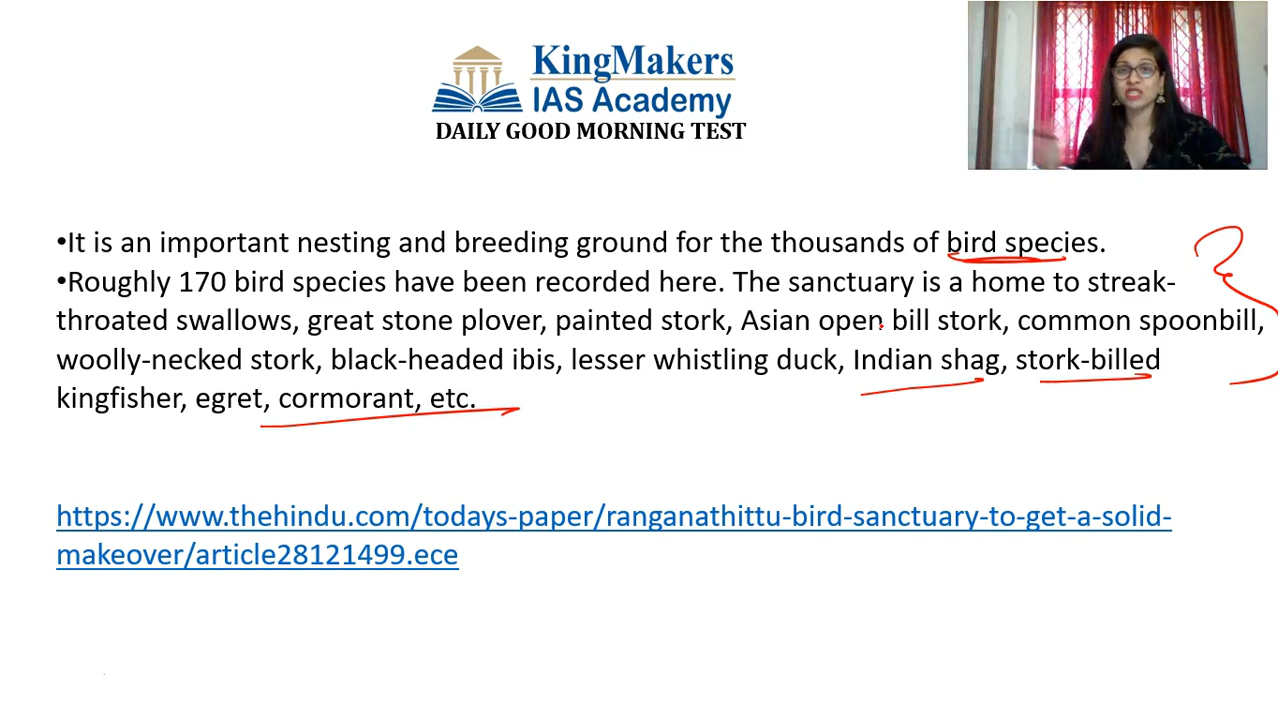 KingMakers
IAS Academy
DAILY GOOD MORNING TEST
•It is an important nesting and breeding ground for the thousands of bird species.
•Roughly 170 bird species have been recorded here. The sanctuary is a home to streak-
throated swallows, great stone plover, painted stork, Asian open bill stork, common spoonbill,
woolly-necked stork, black-headed ibis, lesser whistling duck, Indian shag, stork-billed
kingfisher, egret, cormorant, etc.
https://www.thehindu.com/todays-paper/ranganathittu-bird-sanctuary-to-get-a-solid-
makeover/article28121499.ece